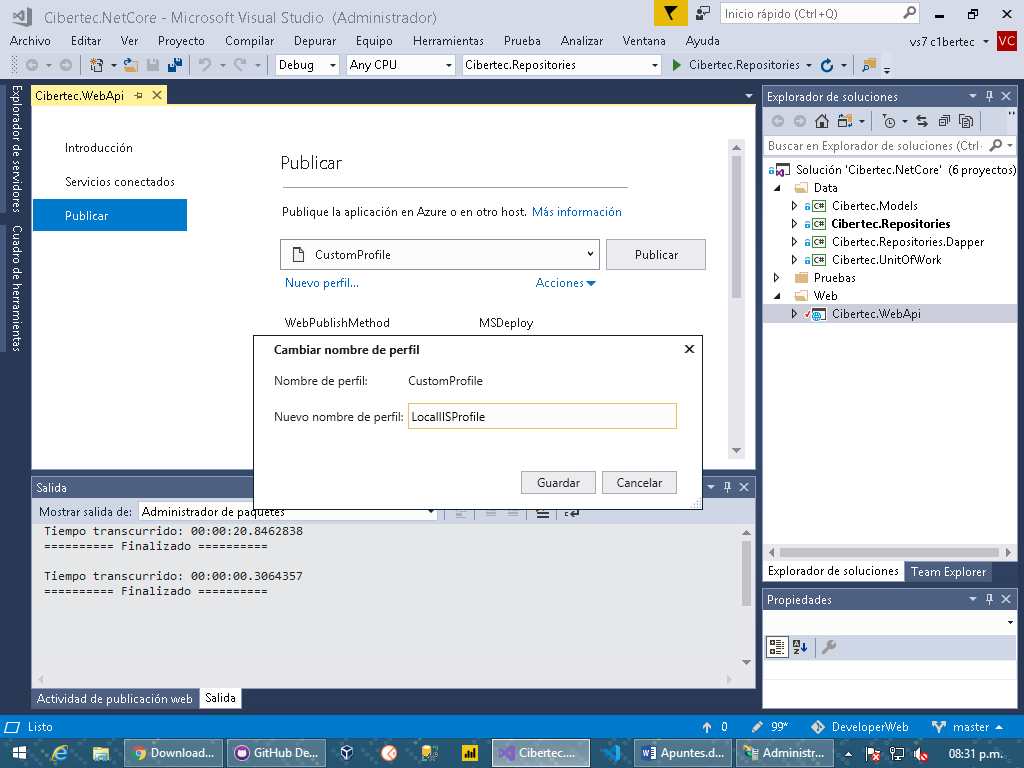 Cibertec.NetCore - Microsoft Visual Studio (Administrador)
Inicio rápido (Ctrl+Q)
Archivo Editar Ver Proyecto Compilar Depurar Equipo Herramientas Prueba Analizar Ventana Ayuda
vs7 c1bertec
VC
Debug
Any CPU
Cibertec.Repositories
Cibertec.Repositories
Explorador de servidores
Cuadro de herramientas
Cibertec.WebApi
Introducción
Servicios conectados
Publicar
Publicar
Publique la aplicación en Azure o en otro host. Más información
CustomProfile
Publicar
Nuevo perfil...
Acciones
WebPublishMethod MSDeploy
Cambiar nombre de perfil
Nombre de perfil: CustomProfile
Nuevo nombre de perfil: LocalIISProfile
Guardar
Cancelar
Salida
Mostrar salida de: Administrador de paquetes
Tiempo transcurrido: 00:00:20.8462838
========== Finalizado ==========
Tiempo transcurrido: 00:00:00.3064357
========== Finalizado ==========
Actividad de publicación web
Salida
Explorador de soluciones
Buscar en Explorador de soluciones (Ctrl-
Solución 'Cibertec.NetCore' (6 proyectos)
Data
C# Cibertec.Models
C# Cibertec.Repositories
C# Cibertec.Repositories.Dapper
C# Cibertec.UnitOfWork
Pruebas
Web
Cibertec.WebApi
Explorador de soluciones
Team Explorer
Propiedades
Listo
0
99*
DeveloperWeb
master
Download...
GitHub De...
Cibertec....
Apuntes.d...
Administr...
08:31 p.m.